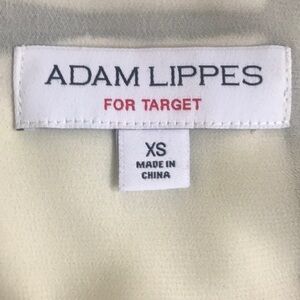 ADAM LIPPES
FOR TARGET
XS
MADE IN
CHINA